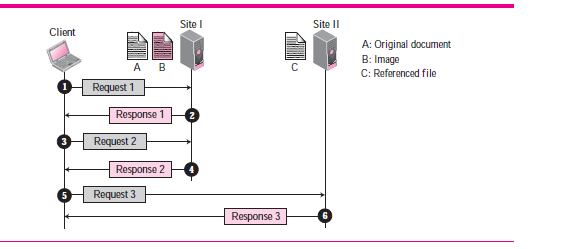 Client
Site I
Site II
A
B
C
A: Original document
B: Image
C: Referenced file
1 Request 1
Response 1 2
3 Request 2
Response 2 4
5 Request 3
Response 3 6